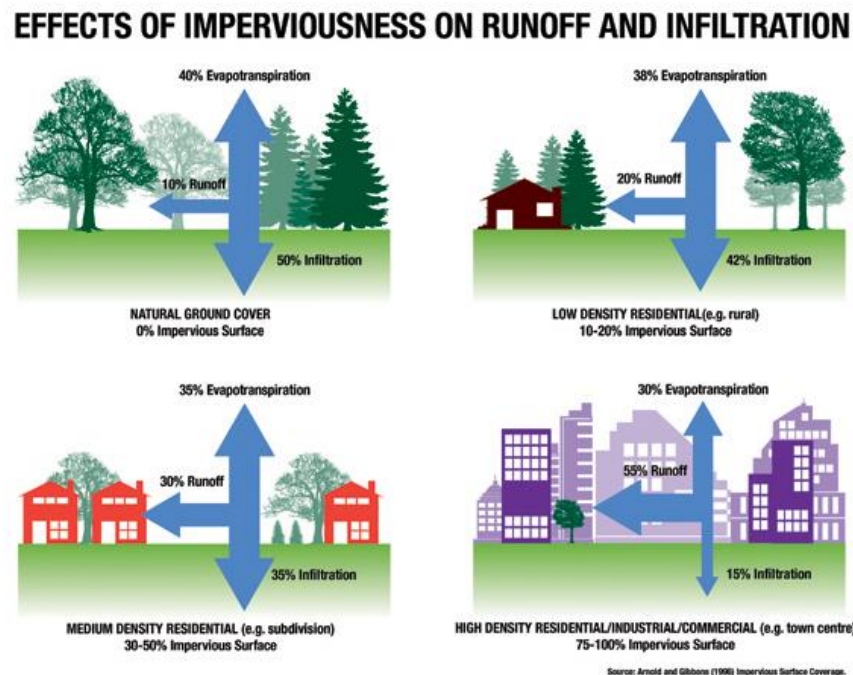 EFFECTS OF IMPERVIOUSNESS ON RUNOFF AND INFILTRATION
40% Evapotranspiration
10% Runoff
50% Infiltration
NATURAL GROUND COVER
0% Impervious Surface
38% Evapotranspiration
20% Runoff
42% Infiltration
LOW DENSITY RESIDENTIAL(e.g. rural)
10-20% Impervious Surface
35% Evapotranspiration
30% Runoff
35% Infiltration
MEDIUM DENSITY RESIDENTIAL (e.g. subdivision)
30-50% Impervious Surface
30% Evapotranspiration
55% Runoff
15% Infiltration
HIGH DENSITY RESIDENTIAL/INDUSTRIAL/COMMERCIAL (e.g. town centre)
75-100% Impervious Surface
Source: Arnold and Gibbons (1996) Impervious Surface Coverage.